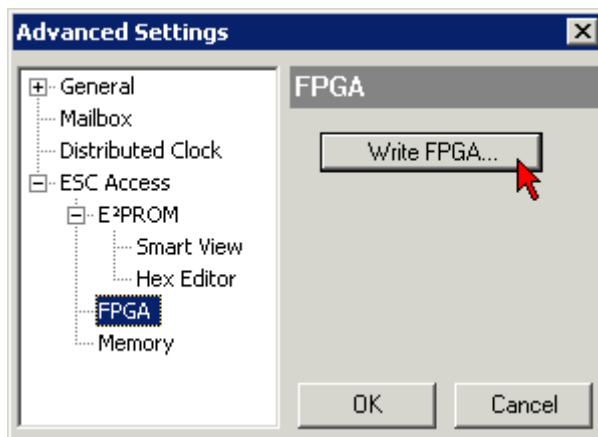 Advanced Settings
General
Mailbox
Distributed Clock
ESC Access
E²PROM
Smart View
Hex Editor
FPGA
Memory
FPGA
Write FPGA...
OK
Cancel